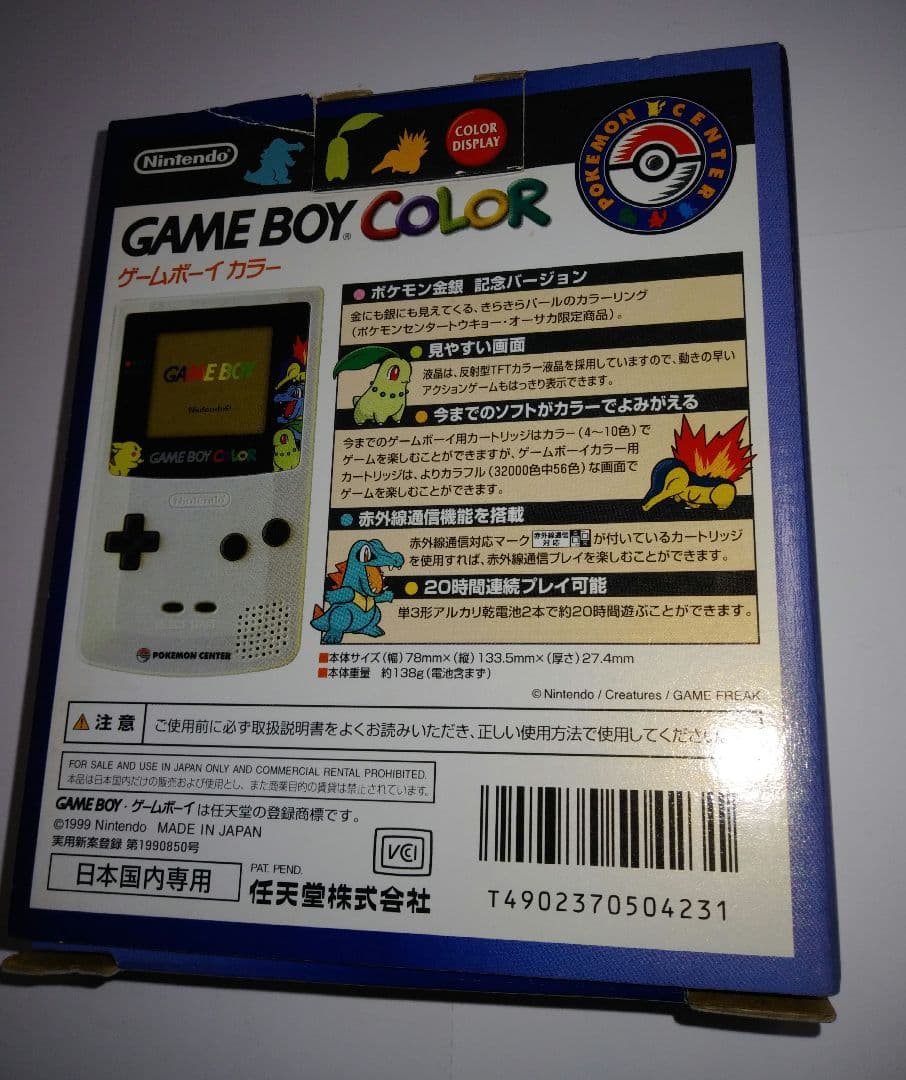 Nintendo
COLOR
DISPLAY
POKEMON CENTER
GAME BOY® COLOR
ゲームボーイ カラー
ポケモン金銀 記念バージョン
金にも銀にも見えてくる、きらきらパールのカラーリング
(ポケモンセンタートウキョー・オーサカ限定商品)。
見やすい画面
液晶は、反射型TFTカラー液晶を採用していますので、動きの早い
アクションゲームもはっきり表示できます。
今までのソフトがカラーでよみがえる
今までのゲームボーイ用カートリッジはカラー(4〜10色)で
ゲームを楽しむことができますが、ゲームボーイカラー用
カートリッジは、よりカラフル(32000色中56色)な画面で
ゲームを楽しむことができます。
赤外線通信機能を搭載
赤外線通信対応マーク 赤外線通信 対応 が付いているカートリッジ
を使用すれば、赤外線通信プレイを楽しむことができます。
20時間連続プレイ可能
単3形アルカリ乾電池2本で約20時間遊ぶことができます。
GAME BOY
Nintendo®
GAME BOY COLOR
Nintendo
POKEMON CENTER
■本体サイズ(幅)78mm×(縦)133.5mm×(厚さ)27.4mm
■本体重量 約138g(電池含まず)
© Nintendo / Creatures / GAME FREAK
注意
ご使用前に必ず取扱説明書をよくお読みいただき、正しい使用方法で使用してくださ
FOR SALE AND USE IN JAPAN ONLY AND COMMERCIAL RENTAL PROHIBITED.
本品は日本国内だけの販売および使用とし、また商業目的の賃貸は禁止されています。
GAME BOY・ゲームボーイは任天堂の登録商標です。
©1999 Nintendo MADE IN JAPAN
実用新案登録 第1990850号
VCI
日本国内専用
PAT. PEND.
任天堂株式会社
T4902370504231